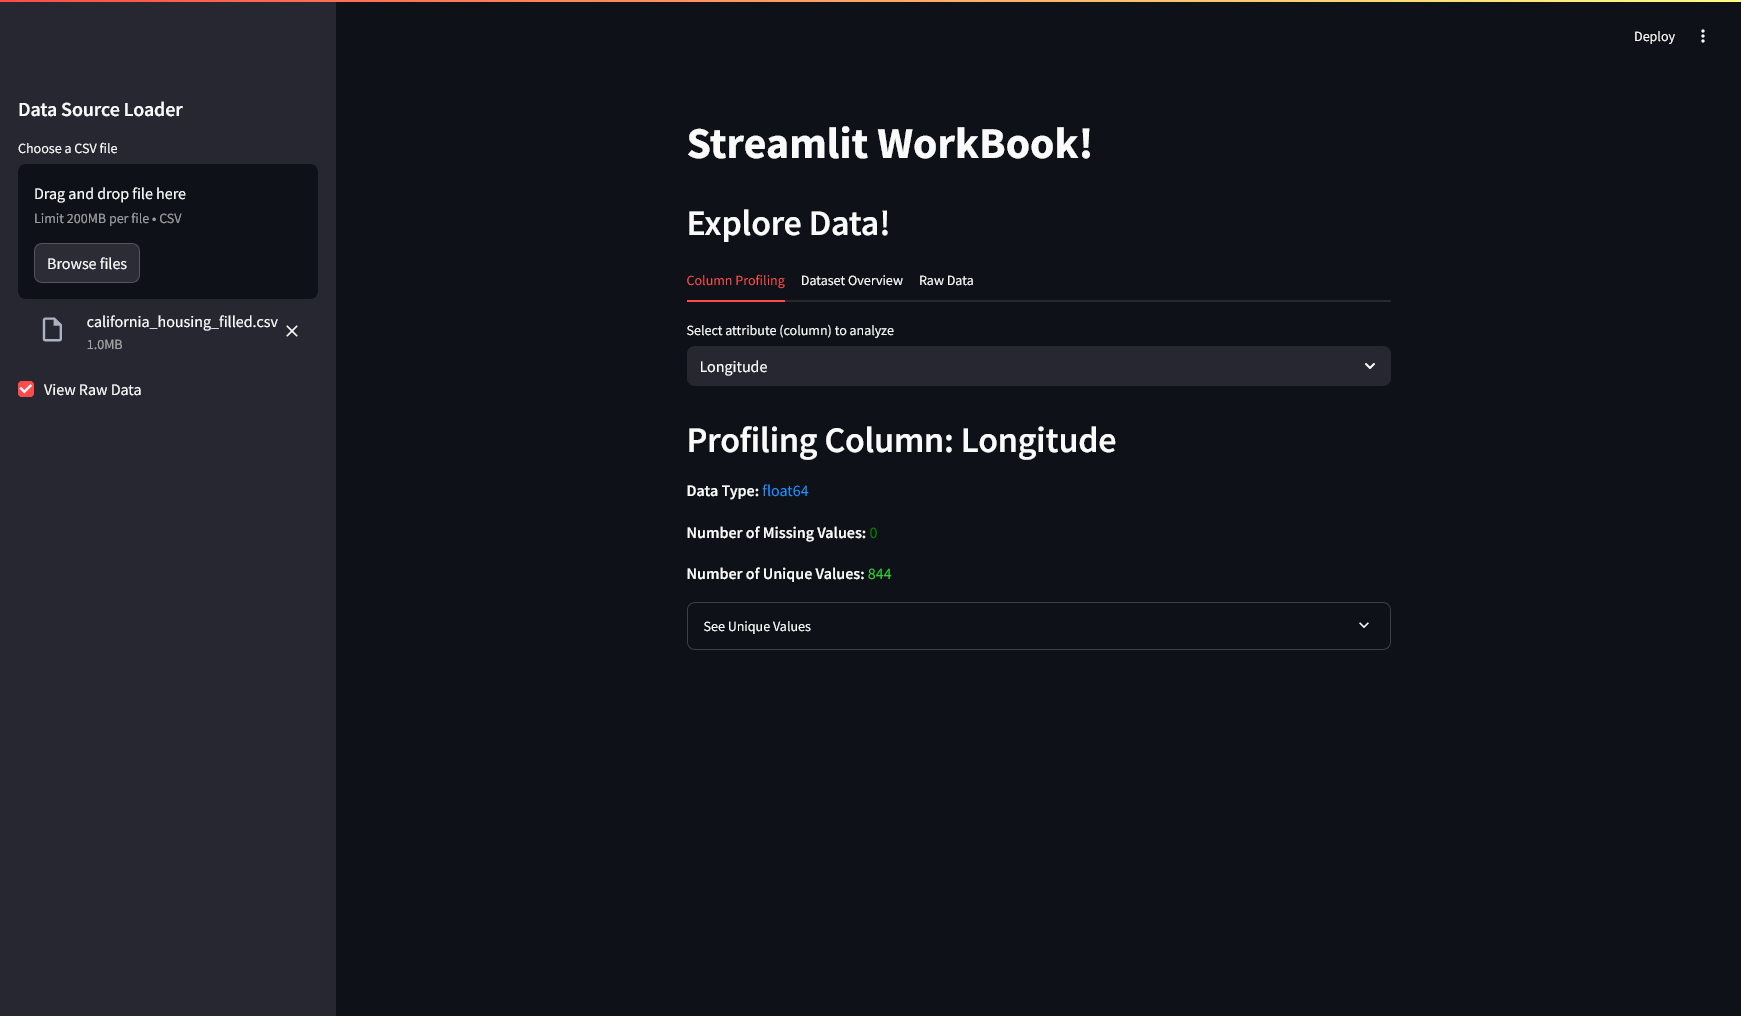 Deploy
Data Source Loader
Choose a CSV file
Drag and drop file here
Limit 200MB per file • CSV
Browse files
california_housing_filled.csv
1.0MB
View Raw Data
Streamlit WorkBook!
Explore Data!
Column Profiling Dataset Overview Raw Data
Select attribute (column) to analyze
Longitude
Profiling Column: Longitude
Data Type: float64
Number of Missing Values: 0
Number of Unique Values: 844
See Unique Values